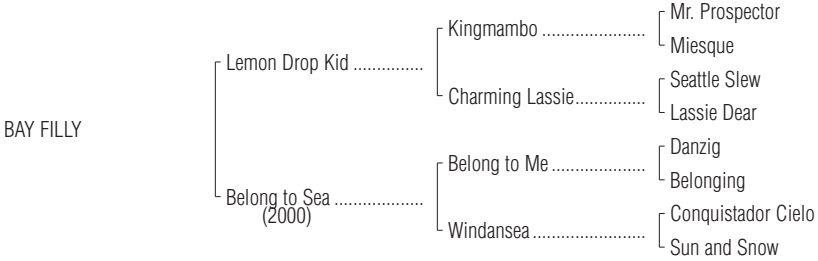 Mr. Prospector
Kingmambo ......................
Miesque
Lemon Drop Kid ...............
Seattle Slew
Charming Lassie...............
Lassie Dear
BAY FILLY
Danzig
Belong to Me ....................
Belonging
Belong to Sea ...................
(2000)
Conquistador Cielo
Windansea ........................
Sun and Snow